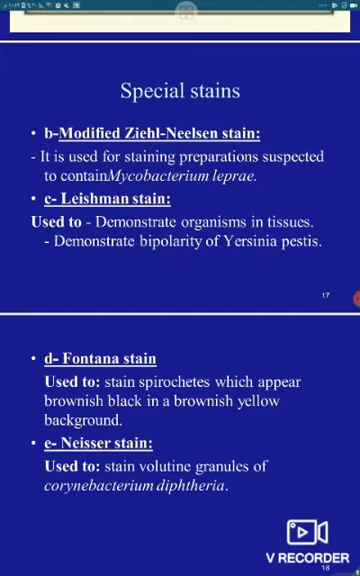 Special stains
• b-Modified Ziehl-Neelsen stain:
- It is used for staining preparations suspected
to containMycobacterium leprae.
• c- Leishman stain:
Used to - Demonstrate organisms in tissues.
- Demonstrate bipolarity of Yersinia pestis.
17
• d- Fontana stain
Used to: stain spirochetes which appear
brownish black in a brownish yellow
background.
• e- Neisser stain:
Used to: stain volutine granules of
corynebacterium diphtheria.
V RECORDER
18